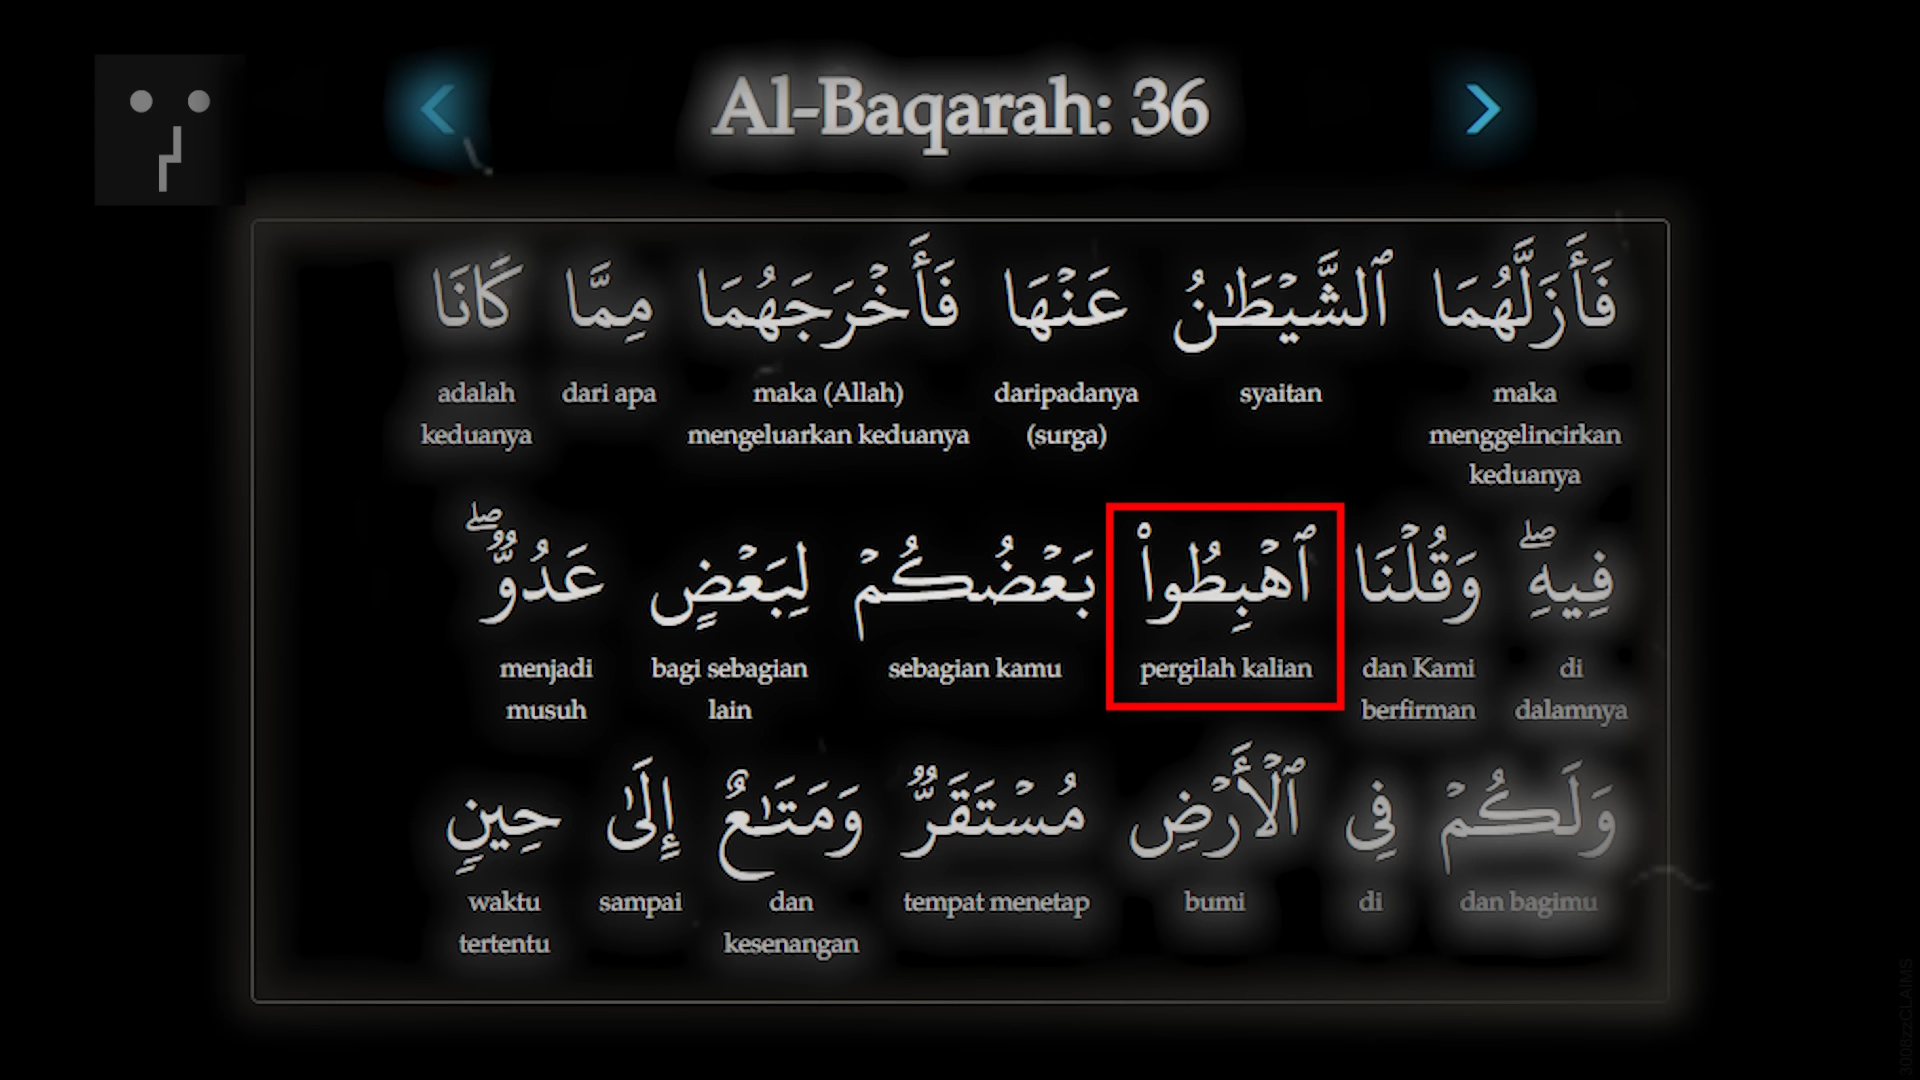 Al-Baqarah: 36
فَأَزَلَّهُمَا ٱلشَّيْطَٰنُ عَنْهَا فَأَخْرَجَهُمَا مِمَّا كَانَا
maka menggelincirkan keduanya
syaitan
daripadanya (surga)
maka (Allah) mengeluarkan keduanya
dari apa
adalah keduanya
فِيهِ ۖ وَقُلْنَا ٱهْبِطُوا۟ بَعْضُكُمْ لِبَعْضٍ عَدُوٌّ ۖ
di dalamnya
dan Kami berfirman
pergilah kalian
sebagian kamu
bagi sebagian lain
menjadi musuh
وَلَكُمْ فِى ٱلْأَرْضِ مُسْتَقَرٌّ وَمَتَٰعٌ إِلَىٰ حِينٍ
dan bagimu
di
bumi
tempat menetap
dan kesenangan
sampai
waktu tertentu
3008zzCLAIMS